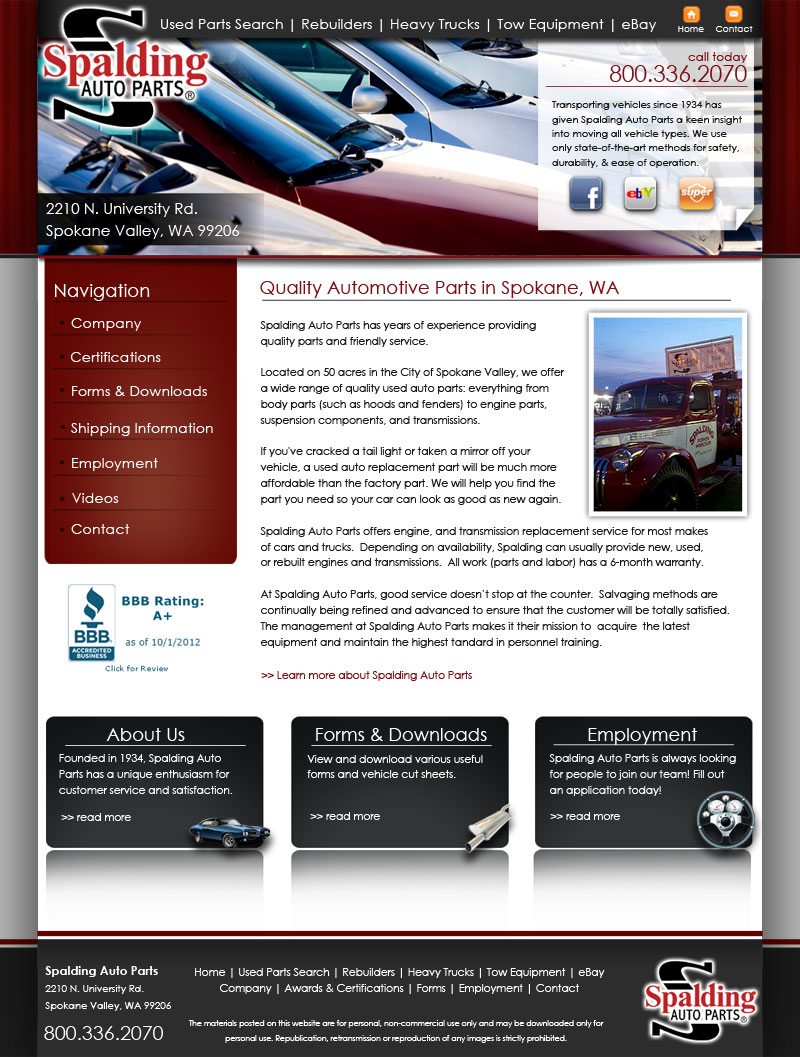 Used Parts Search | Rebuilders | Heavy Trucks | Tow Equipment | eBay
Home
Contact
Spalding
AUTO PARTS®
call today
800.336.2070
Transporting vehicles since 1934 has
given Spalding Auto Parts a keen insight
into moving all vehicle types. We use
only state-of-the-art methods for safety,
durability, & ease of operation.
f
ebY
super
2210 N. University Rd.
Spokane Valley, WA 99206
Navigation
Company
Certifications
Forms & Downloads
Shipping Information
Employment
Videos
Contact
BBB.
ACCREDITED
BUSINESS
BBB Rating:
A+
as of 10/1/2012
Click for Review
Quality Automotive Parts in Spokane, WA
Spalding Auto Parts has years of experience providing
quality parts and friendly service.
Located on 50 acres in the City of Spokane Valley, we offer
a wide range of quality used auto parts: everything from
body parts (such as hoods and fenders) to engine parts,
suspension components, and transmissions.
If you've cracked a tail light or taken a mirror off your
vehicle, a used auto replacement part will be much more
affordable than the factory part. We will help you find the
part you need so your car can look as good as new again.
SPALDING
Spalding Auto Parts offers engine, and transmission replacement service for most makes
of cars and trucks. Depending on availability, Spalding can usually provide new, used,
or rebuilt engines and transmissions. All work (parts and labor) has a 6-month warranty.
At Spalding Auto Parts, good service doesn't stop at the counter. Salvaging methods are
continually being refined and advanced to ensure that the customer will be totally satisfied.
The management at Spalding Auto Parts makes it their mission to acquire the latest
equipment and maintain the highest tandard in personnel training.
>> Learn more about Spalding Auto Parts
About Us
Founded in 1934, Spalding Auto
Parts has a unique enthusiasm for
customer service and satisfaction.
>> read more
Forms & Downloads
View and download various useful
forms and vehicle cut sheets.
>> read more
Employment
Spalding Auto Parts is always looking
for people to join our team! Fill out
an application today!
>> read more
Spalding Auto Parts
2210 N. University Rd.
Spokane Valley, WA 99206
800.336.2070
Home | Used Parts Search | Rebuilders | Heavy Trucks | Tow Equipment | eBay
Company | Awards & Certifications | Forms | Employment | Contact
The materials posted on this website are for personal, non-commercial use only and may be downloaded only for
personal use. Republication, retransmission or reproduction of any images is strictly prohibited.
Spalding
AUTO PARTS®